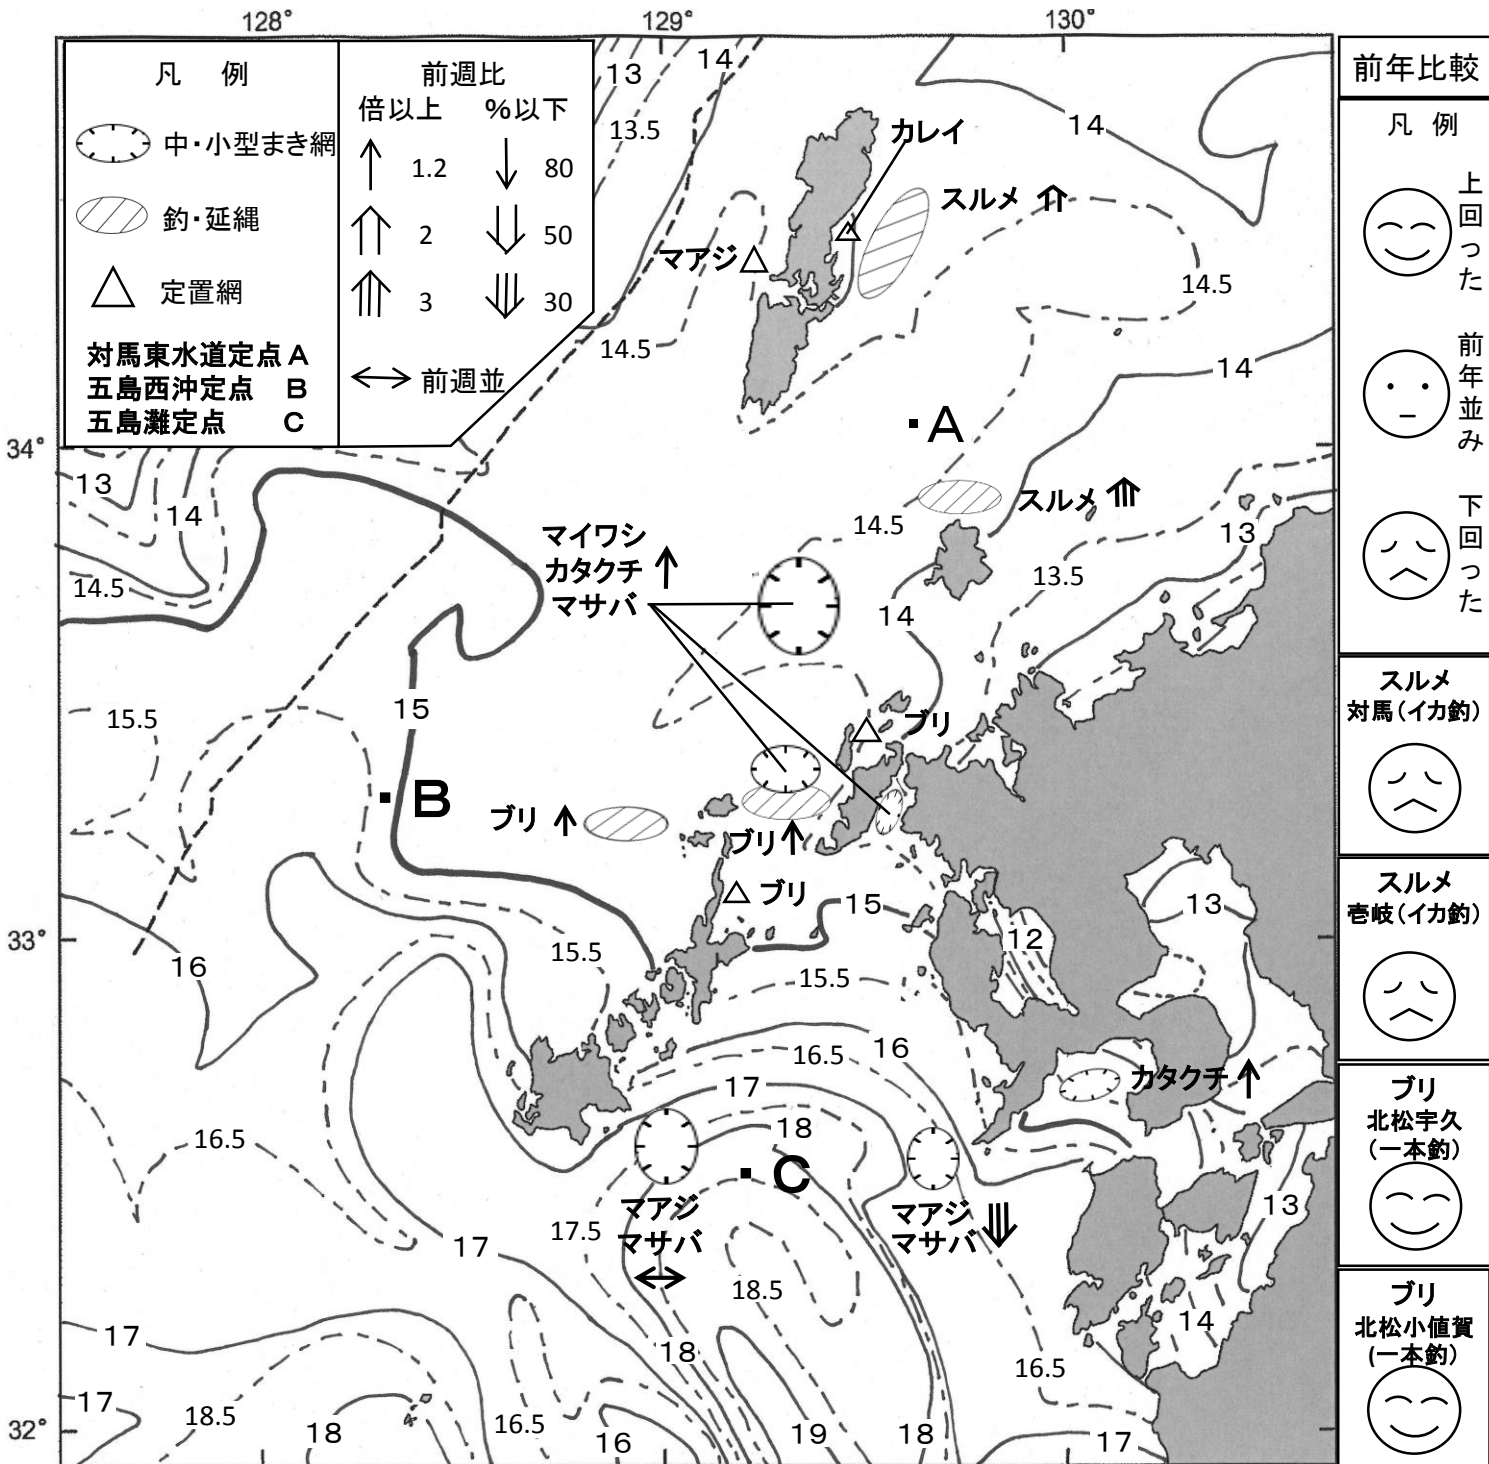 128°
129°
130°
凡 例
中・小型まき網
釣・延縄
定置網
対馬東水道定点 A
五島西沖定点 B
五島灘定点 C
前週比
倍以上 %以下
1.2 80
2 50
3 30
前週並
前年比較
凡 例
上回った
前年並み
下回った
スルメ
対馬(イカ釣)
スルメ
壱岐(イカ釣)
ブリ
北松宇久
(一本釣)
ブリ
北松小値賀
(一本釣)
13
14
13.5
カレイ
14
スルメ
マアジ
14.5
14.5
14
A
34°
13
14
スルメ
14.5
13
マイワシ
カタクチ
マサバ
14.5
13.5
14
15
15.5
ブリ
B
ブリ
ブリ
ブリ
15
13
33°
16
12
15.5
15.5
16
16.5
カタクチ
17
18
16.5
C
マアジ
マサバ
マアジ
マサバ
17.5
13
17
18.5
17
18
14
16.5
17
18.5
16.5
32°
18
16
19
18
17